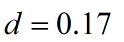 d = 0.17